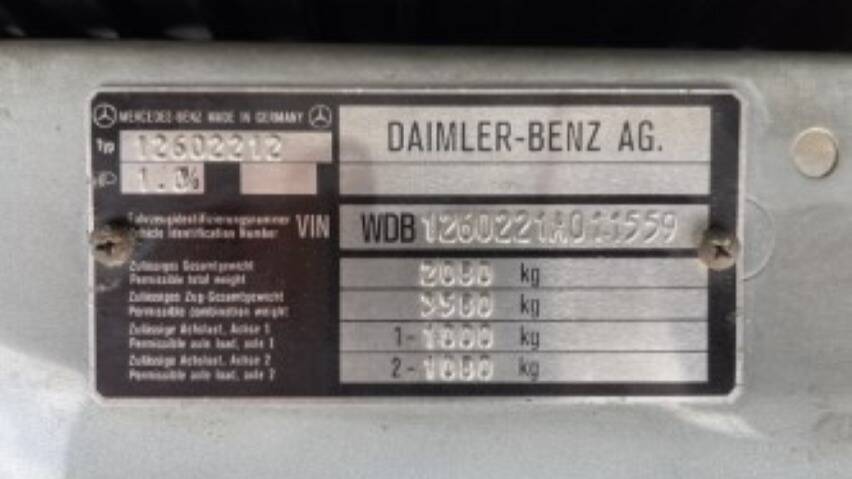 MERCEDES-BENZ MADE IN GERMANY
Typ 12602212
1.0%
DAIMLER-BENZ AG.
Fahrzeugidentifizierungsnummer
Vehicle Identification Number VIN WDB 1260221A011559
Zulässiges Gesamtgewicht
Permissible total weight kg
Zulässiges Zug-Gesamtgewicht
Permissible combination weight kg
Zulässige Achslast, Achse 1
Permissible axle load, axle 1 1- kg
Zulässige Achslast, Achse 2
Permissible axle load, axle 2 2- kg